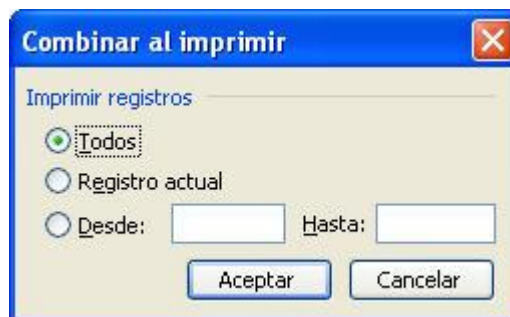 Combinar al imprimir
Imprimir registros
Todos
Registro actual
Desde: Hasta:
Aceptar Cancelar